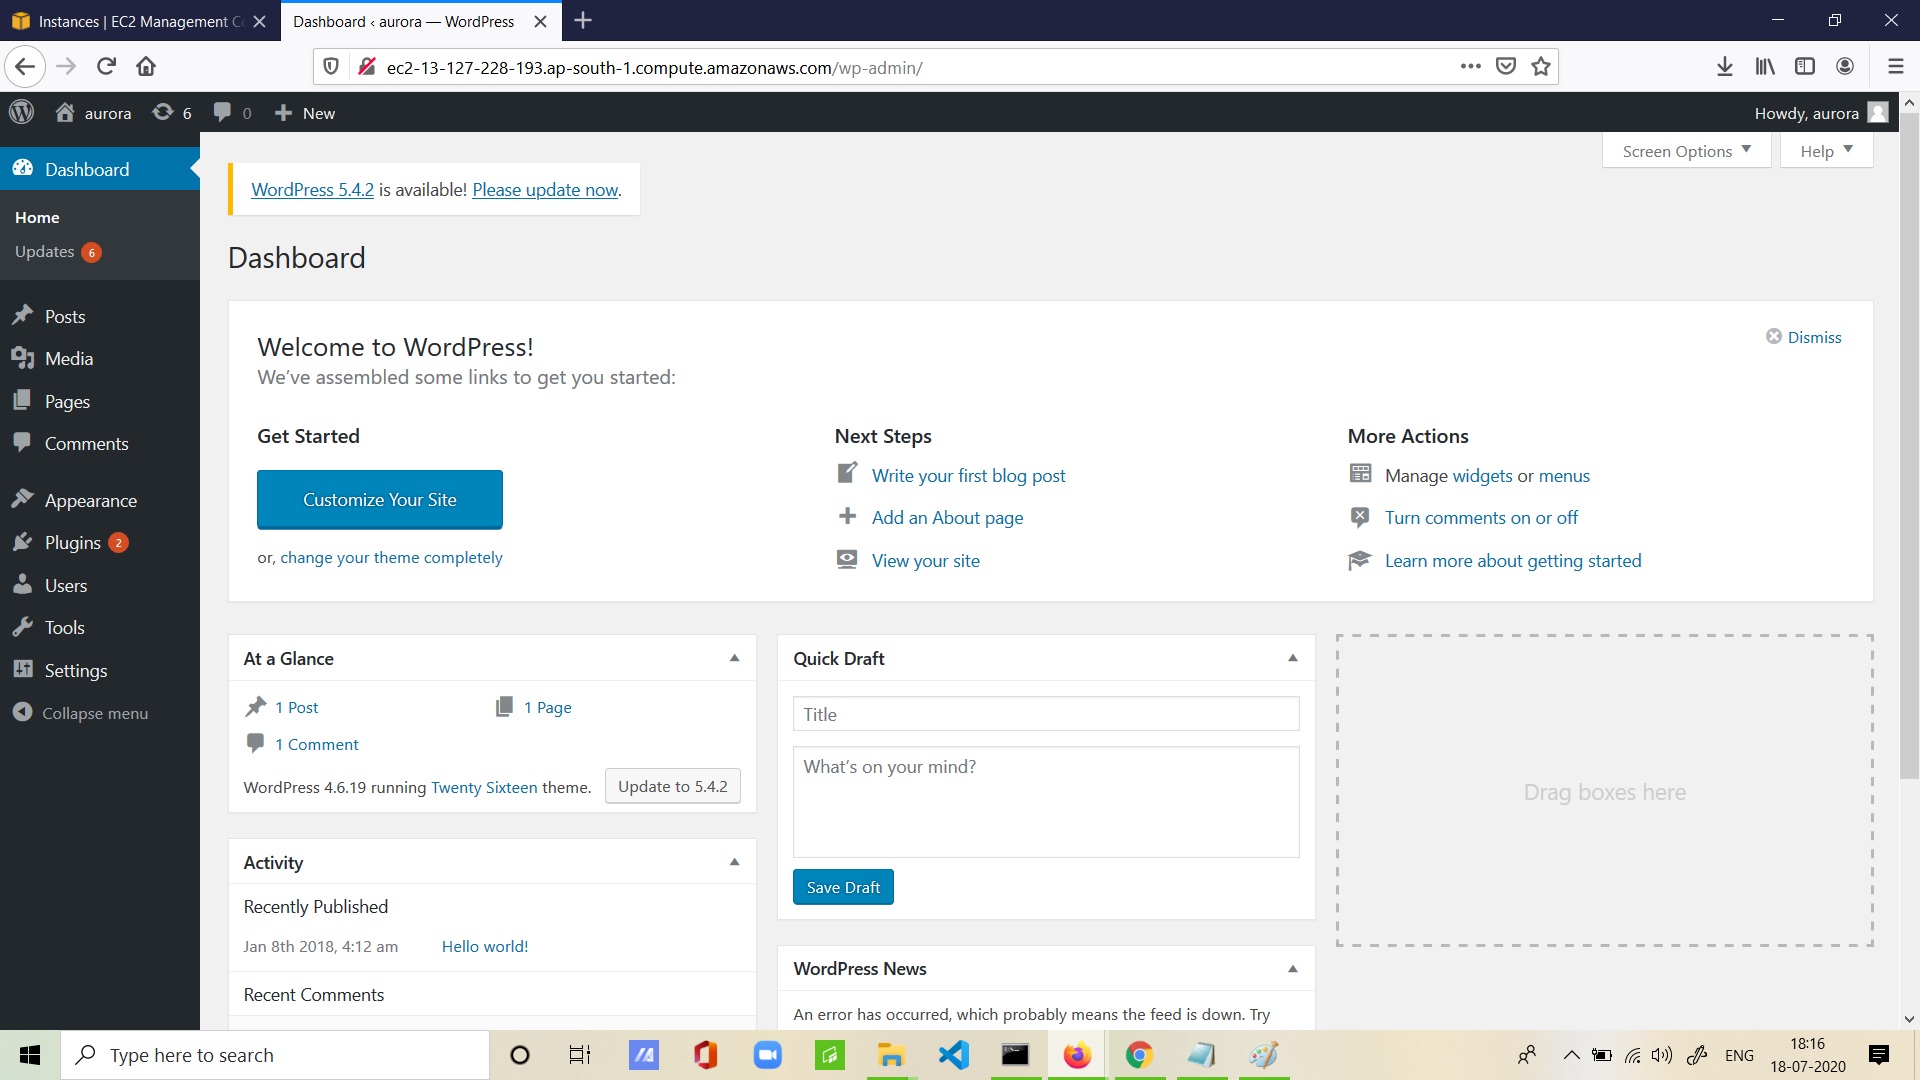 Instances | EC2 Management Co
Dashboard ‹ aurora — WordPress
ec2-13-127-228-193.ap-south-1.compute.amazonaws.com/wp-admin/
aurora 6 0 New
Howdy, aurora
Screen Options Help
Dashboard
Home
Updates 6
Posts
Media
Pages
Comments
Appearance
Plugins 2
Users
Tools
Settings
Collapse menu
WordPress 5.4.2 is available! Please update now.
Dashboard
Welcome to WordPress!
We’ve assembled some links to get you started:
Dismiss
Get Started
Customize Your Site
or, change your theme completely
Next Steps
Write your first blog post
Add an About page
View your site
More Actions
Manage widgets or menus
Turn comments on or off
Learn more about getting started
At a Glance
1 Post 1 Page
1 Comment
WordPress 4.6.19 running Twenty Sixteen theme. Update to 5.4.2
Activity
Recently Published
Jan 8th 2018, 4:12 am Hello world!
Recent Comments
Quick Draft
Title
What’s on your mind?
Save Draft
WordPress News
An error has occurred, which probably means the feed is down. Try
Drag boxes here
Type here to search
ENG
18:16
18-07-2020